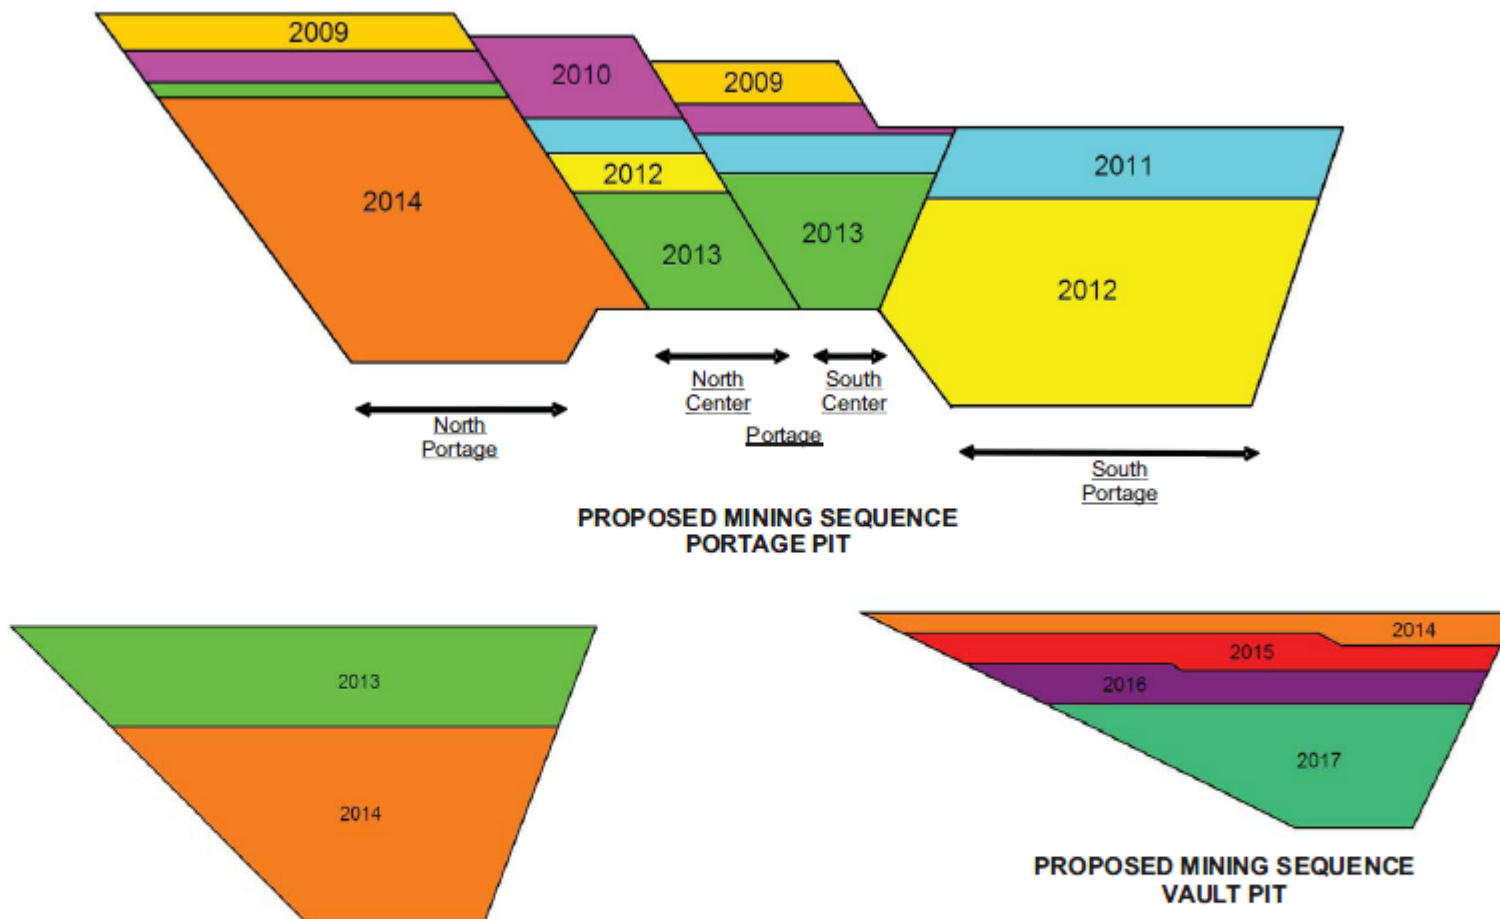 2009
2010
2009
2011
2012
2014
2013
2013
2012
North
Center
South
Center
Portage
North
Portage
South
Portage
PROPOSED MINING SEQUENCE
PORTAGE PIT
2013
2014
2014
2015
2016
2017
PROPOSED MINING SEQUENCE
VAULT PIT